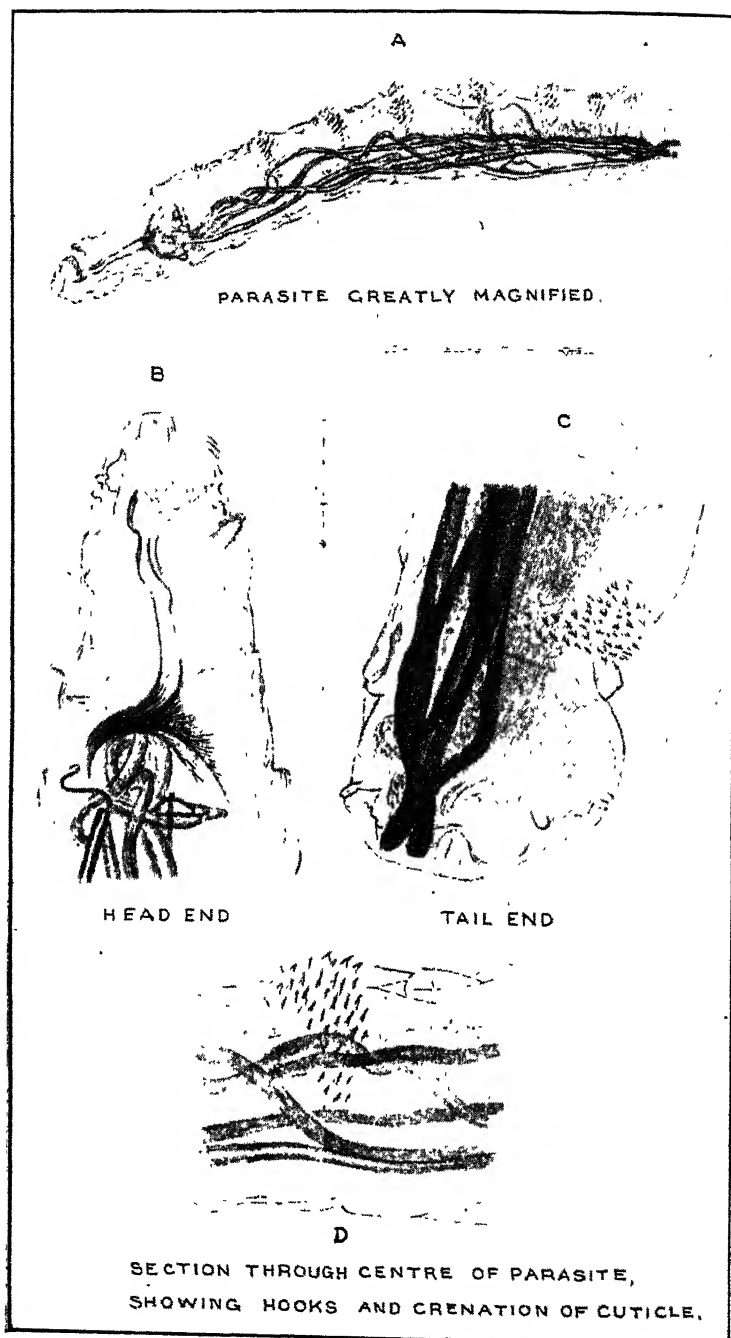 A
PARASITE GREATLY MAGNIFIED.
B
C
HEAD END
TAIL END
D
SECTION THROUGH CENTRE OF PARASITE,
SHOWING HOOKS AND CRENATION OF CUTICLE.